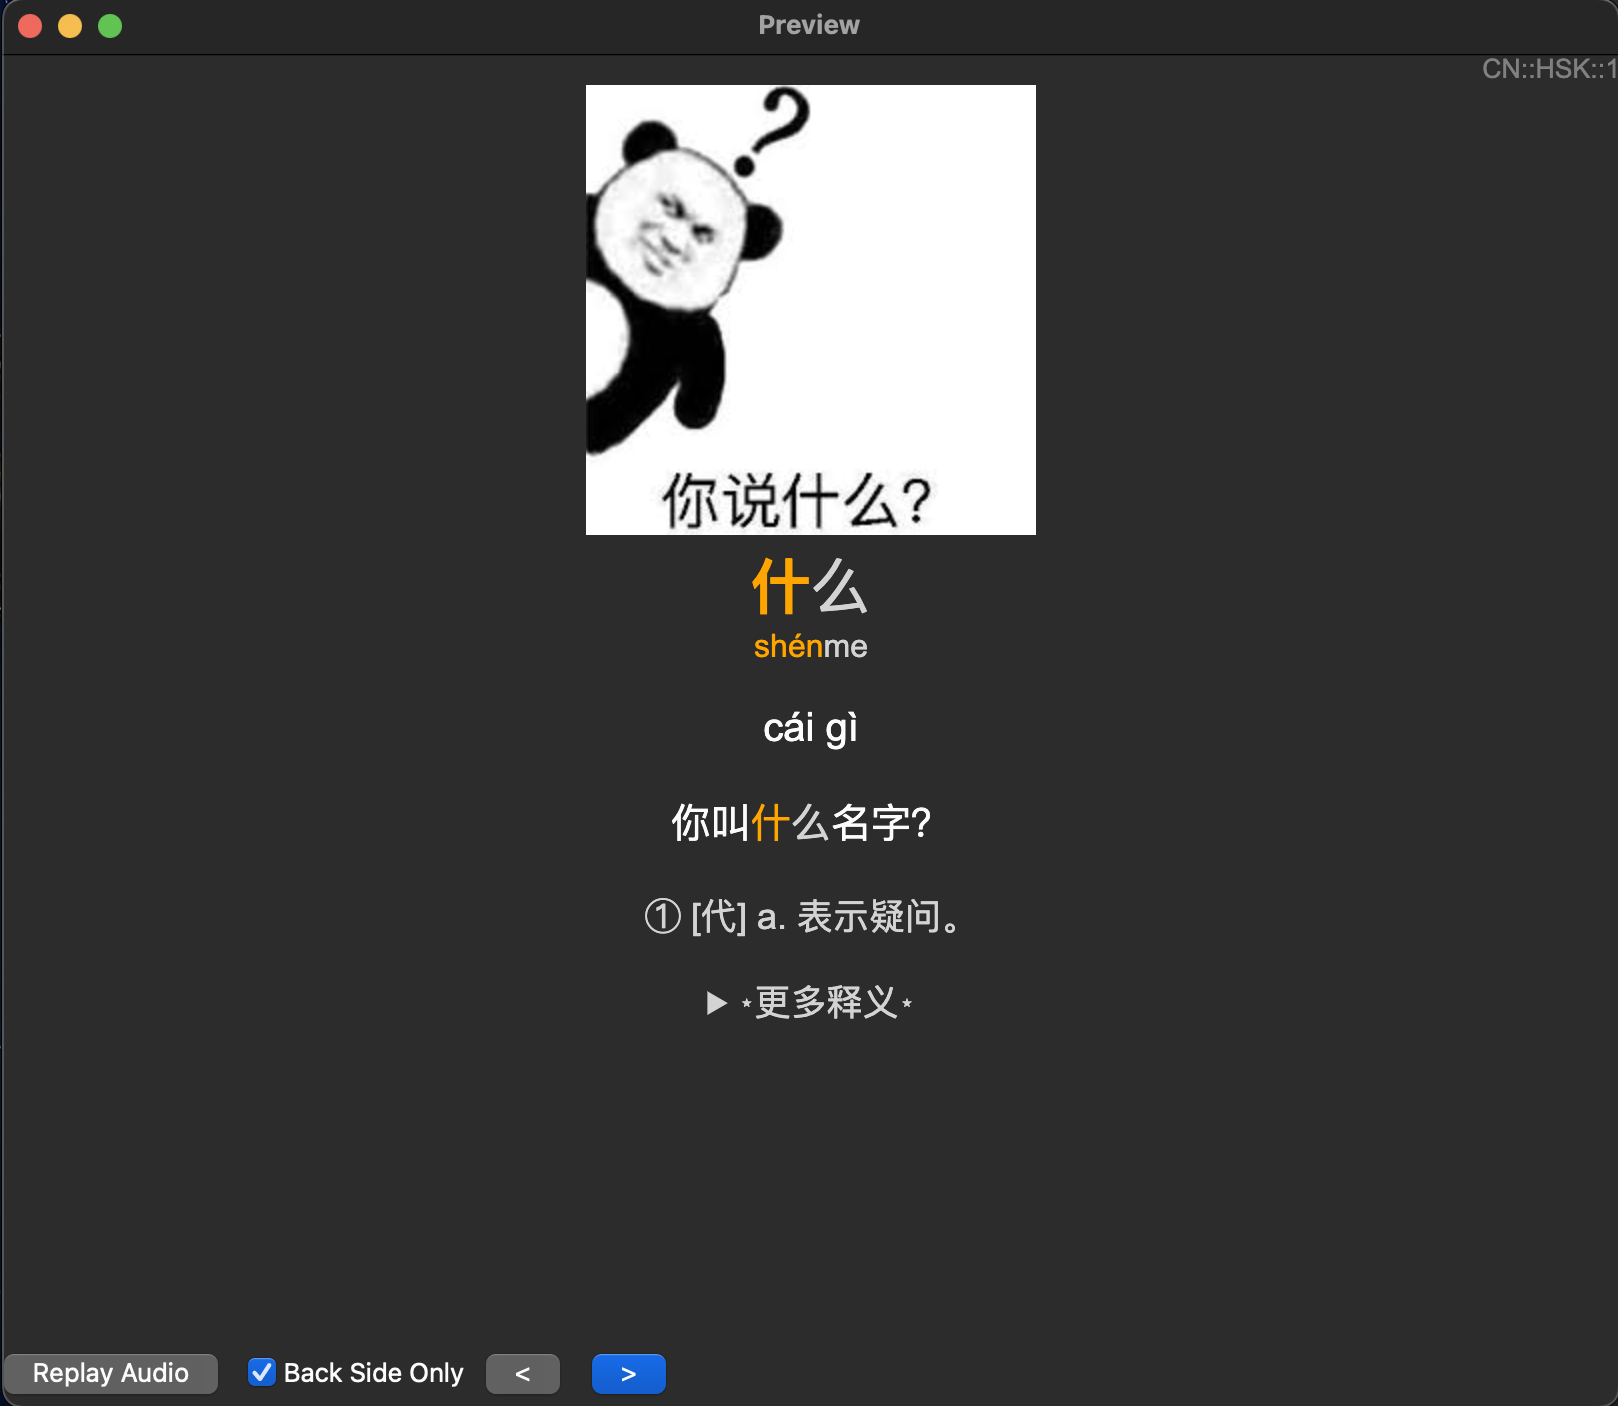 Preview
CN::HSK::1
?
你说什么?
什么
shénme
cái gì
你叫什么名字?
① [代] a. 表示疑问。
▶ ⋆更多释义⋆
Replay Audio
Back Side Only
<
>